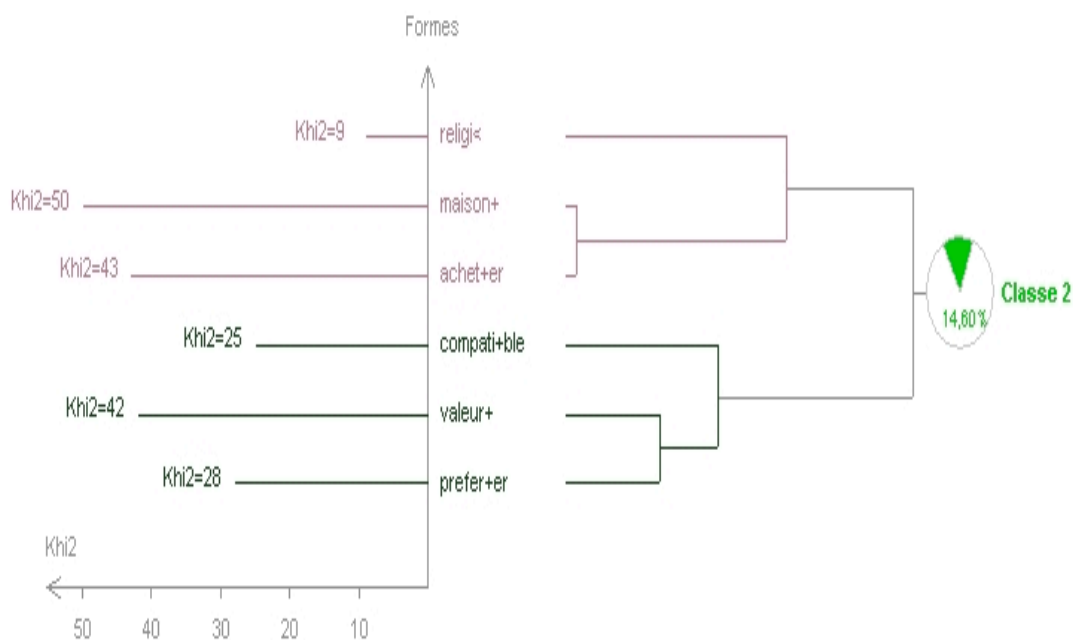 Formes
Khi2=9 religi<
Khi2=50 maison+
Khi2=43 achet+er
Khi2=25 compati+ble
Khi2=42 valeur+
Khi2=28 prefer+er
14,60% Classe 2
Khi2
50 40 30 20 10